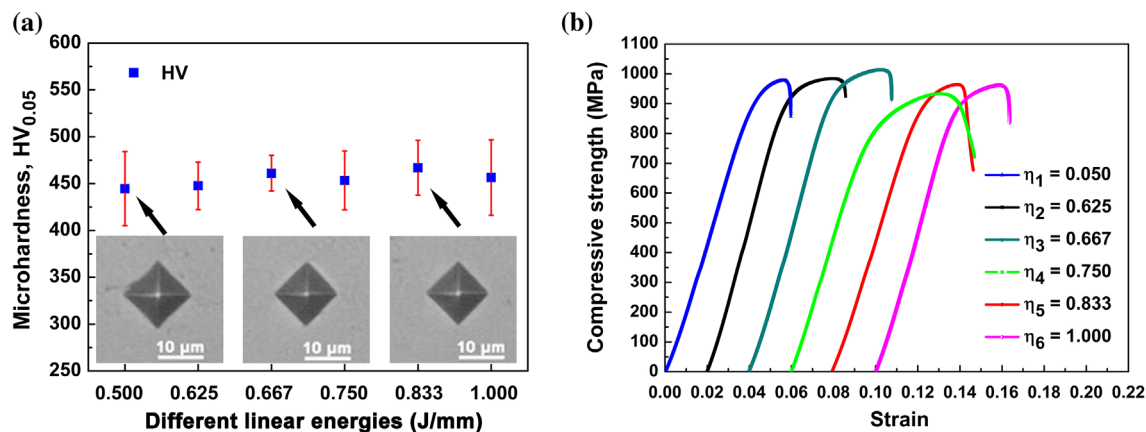 (a)
Microhardness, HV0.05
600
550
500
450
400
350
300
250
HV
10 μm
10 μm
10 μm
0.500 0.625 0.667 0.750 0.833 1.000
Different linear energies (J/mm)
(b)
Compressive strength (MPa)
1100
1000
900
800
700
600
500
400
300
200
100
0
η1 = 0.050
η2 = 0.625
η3 = 0.667
η4 = 0.750
η5 = 0.833
η6 = 1.000
0.00 0.02 0.04 0.06 0.08 0.10 0.12 0.14 0.16 0.18 0.20 0.22
Strain